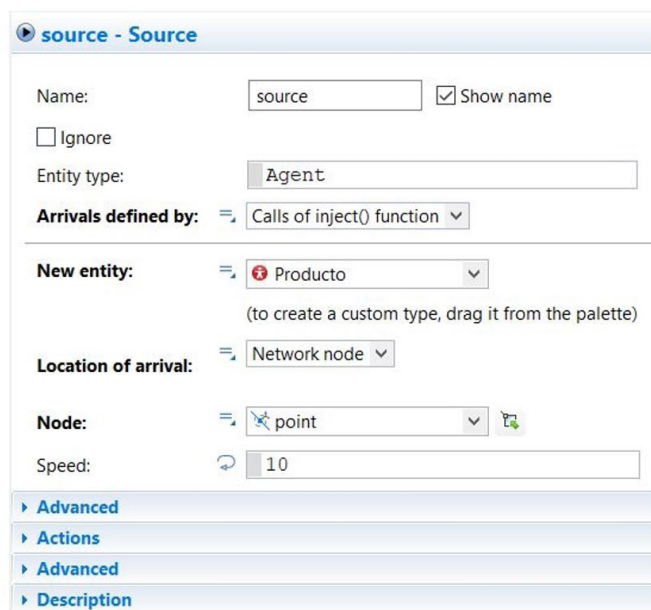 source - Source
Name: source Show name
Ignore
Entity type: Agent
Arrivals defined by: Calls of inject() function
New entity: Producto
(to create a custom type, drag it from the palette)
Location of arrival: Network node
Node: point
Speed: 10
Advanced
Actions
Advanced
Description